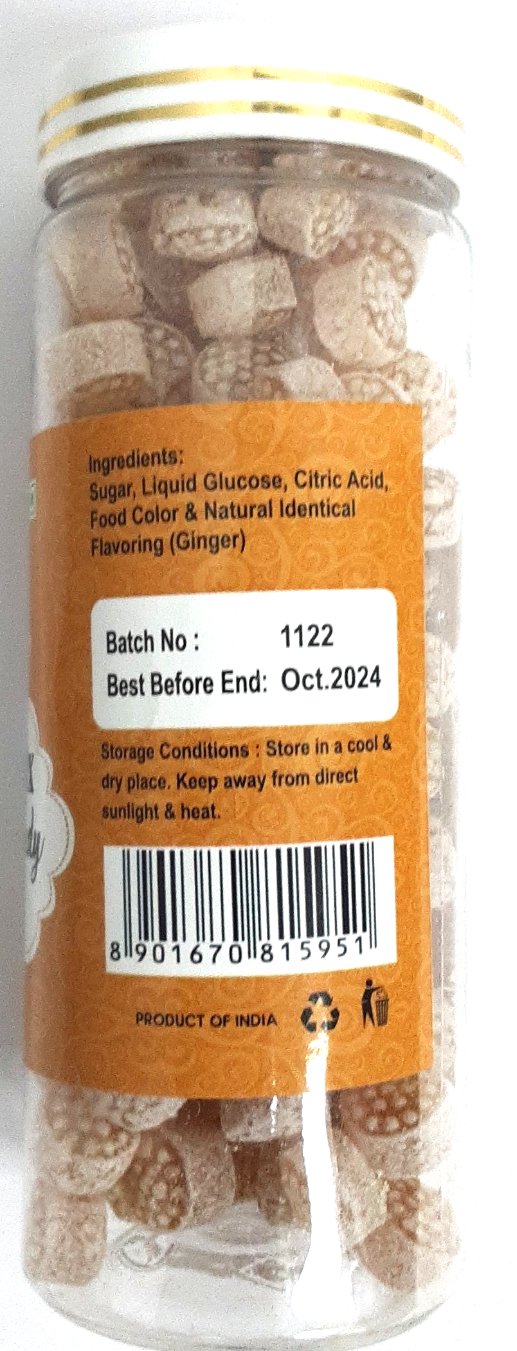 Ingredients:
Sugar, Liquid Glucose, Citric Acid,
Food Color & Natural Identical
Flavoring (Ginger)
Batch No : 1122
Best Before End: Oct.2024
Storage Conditions : Store in a cool &
dry place. Keep away from direct
sunlight & heat.
8 901670 815951
PRODUCT OF INDIA